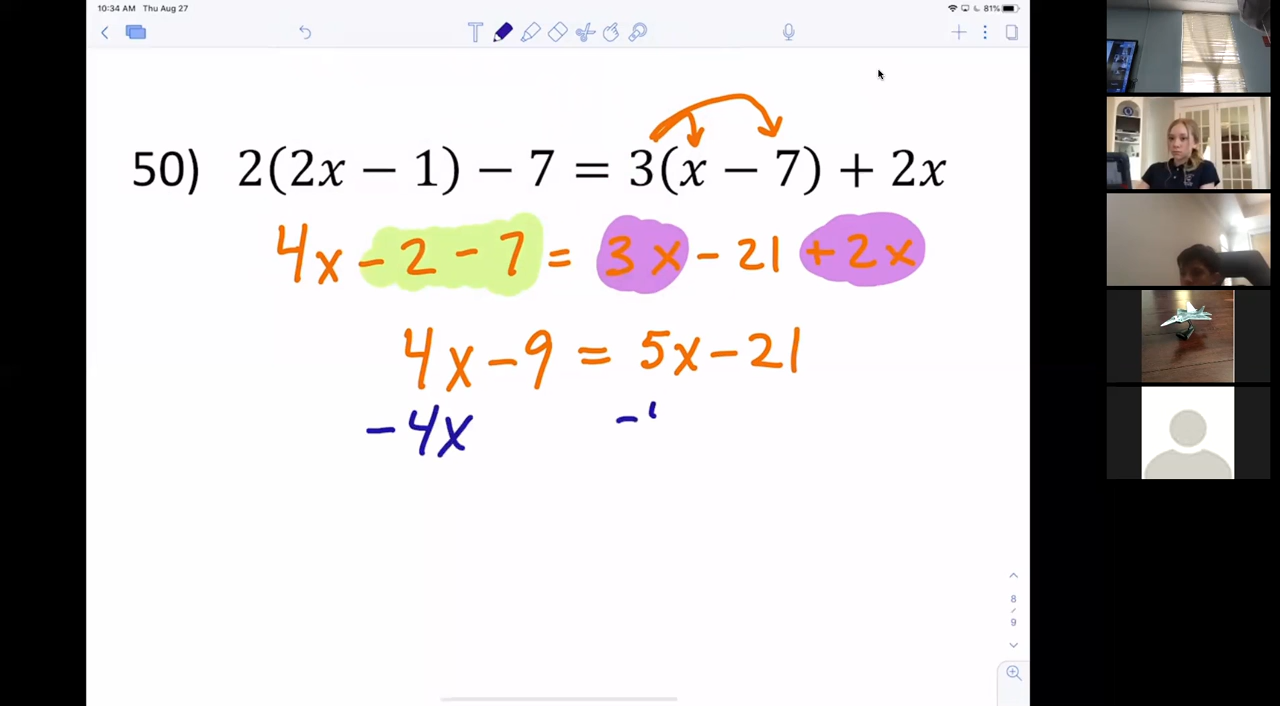 10:34 AM Thu Aug 27
81%
50) 2(2x − 1) − 7 = 3(x − 7) + 2x
4x - 2 - 7 = 3x - 21 + 2x
4x - 9 = 5x - 21
-4x -
8
/
9